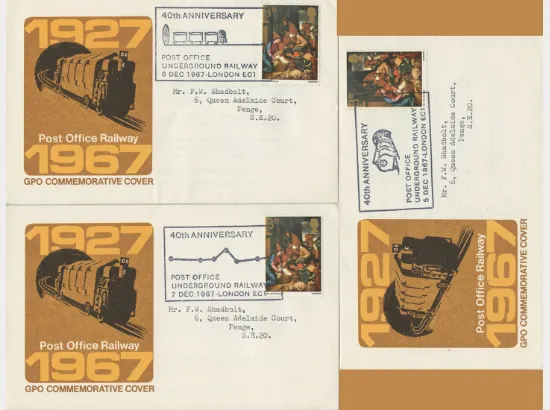 1927
Post Office Railway
1967
GPO COMMEMORATIVE COVER
40th ANNIVERSARY
POST OFFICE
UNDERGROUND RAILWAY
6 DEC 1967-LONDON EC1
Mr. F.W. Shadbolt,
6, Queen Adelaide Court,
Penge,
S.E.20.
1927
Post Office Railway
1967
GPO COMMEMORATIVE COVER
40th ANNIVERSARY
POST OFFICE
UNDERGROUND RAILWAY
7 DEC 1967-LONDON EC1
Mr. F.W. Shadbolt,
6, Queen Adelaide Court,
Penge,
S.E.20.
1927
Post Office Railway
1967
GPO COMMEMORATIVE COVER
40th ANNIVERSARY
POST OFFICE
UNDERGROUND RAILWAY
5 DEC 1967-LONDON EC1
Mr. F.W. Shadbolt,
6, Queen Adelaide Court,
Penge,
S.E.20.